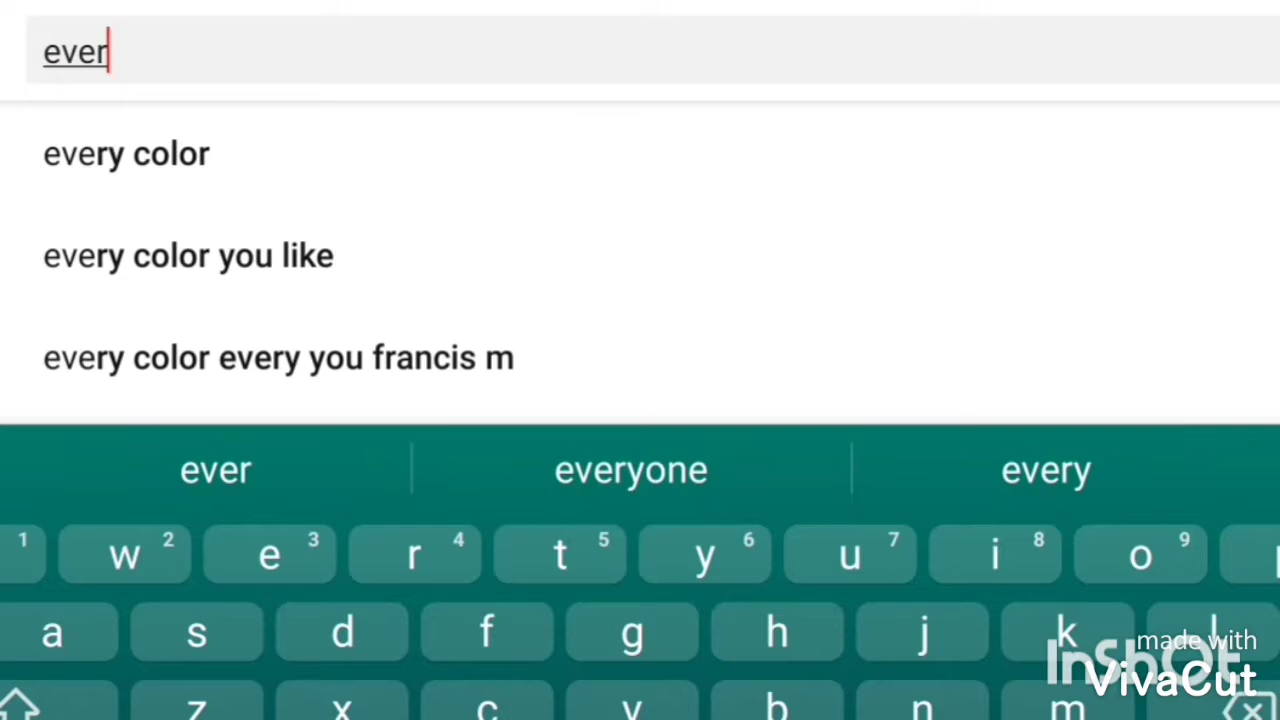 ever
every color
every color you like
every color every you francis m
ever everyone every
1 w 2 e 3 r 4 t 5 y 6 u 7 i 8 o 9
a s d f g h j k l
made with
InShOt
VivaCut
z x c v b n m